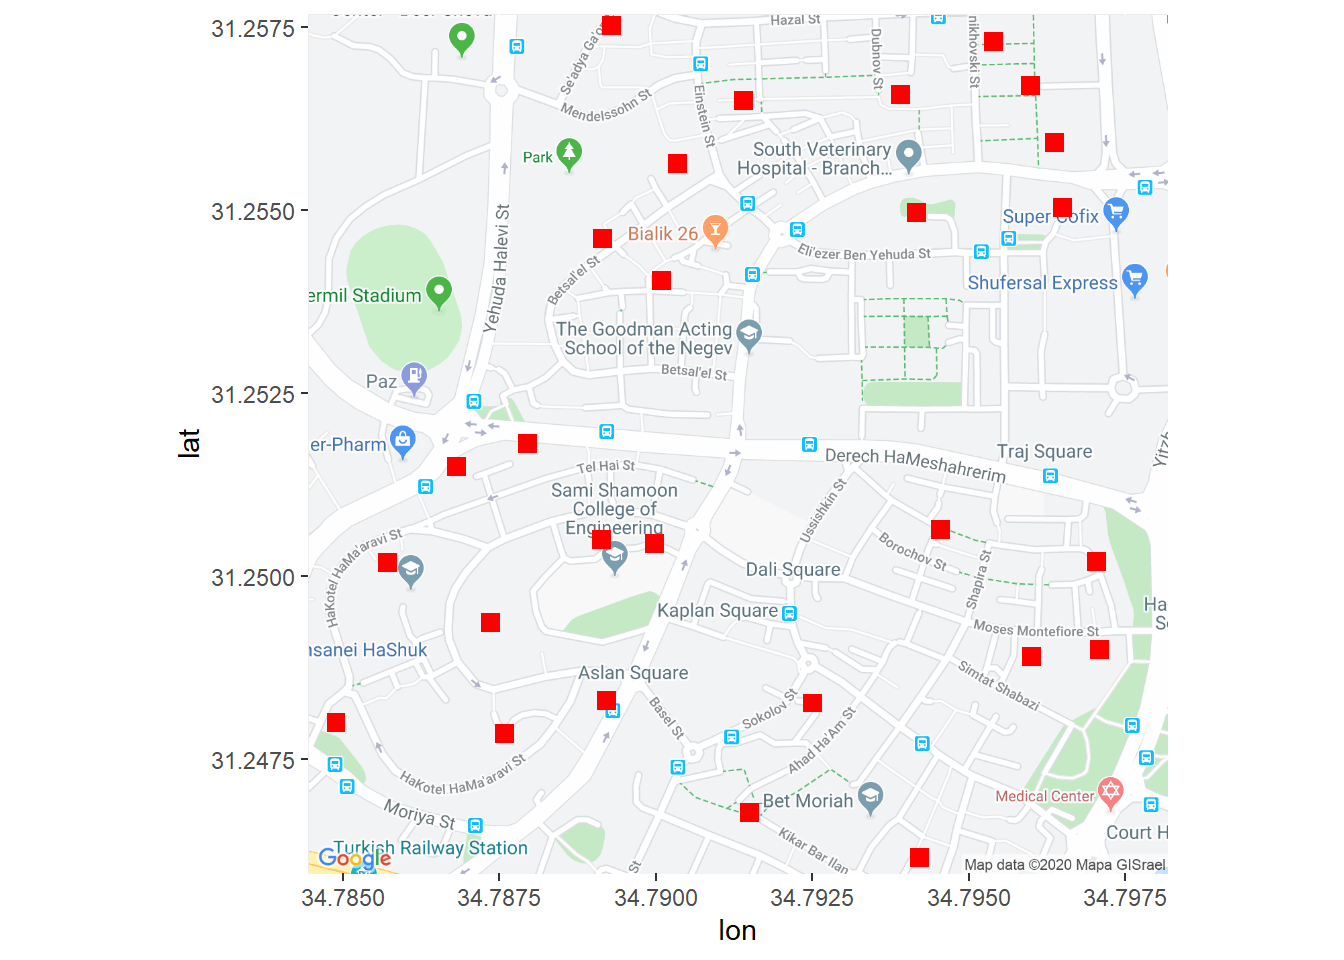 31.2575
31.2550
31.2525
31.2500
31.2475
lat
34.7850
34.7875
34.7900
34.7925
34.7950
34.7975
lon
Hazal St
Se'adya Ga'on
Mendelssohn St
Einstein St
Dubnov St
Park
South Veterinary
Hospital - Branch...
Yehuda Halevi St
Super Cofix
Bialik 26
Eli'ezer Ben Yehuda St
Betsal'el St
Shufersal Express
ermil Stadium
The Goodman Acting
School of the Negev
Betsal'el St
Paz
er-Pharm
Tel Hai St
Derech HaMeshahrerim
Traj Square
Yitzh
Sami Shamoon
College of
Engineering
Ussishkin St
HaKotel HaMa'aravi St
Borochov St
Dali Square
Shapira St
Kaplan Square
Moses Montefiore St
asanei HaShuk
Aslan Square
Simtat Shabazi
Basel St
Sokolov St
Ahad Ha'Am St
HaKotel HaMa'aravi St
Moriya St
Bet Moriah
Medical Center
Kikar Bar Ilan
Court H
Turkish Railway Station
Google
St
Map data ©2020 Mapa GISrael